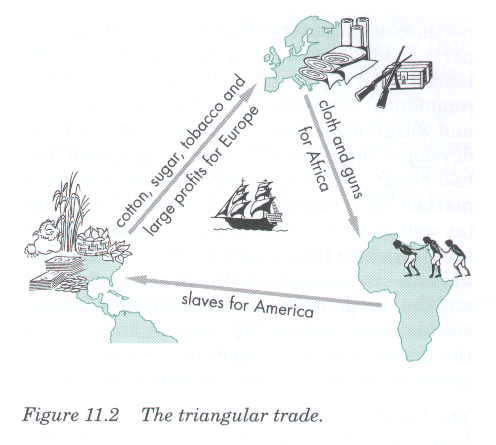 cotton, sugar, tobacco and
large profits for Europe
cloth and guns
for Africa
slaves for America
Figure 11.2 The triangular trade.